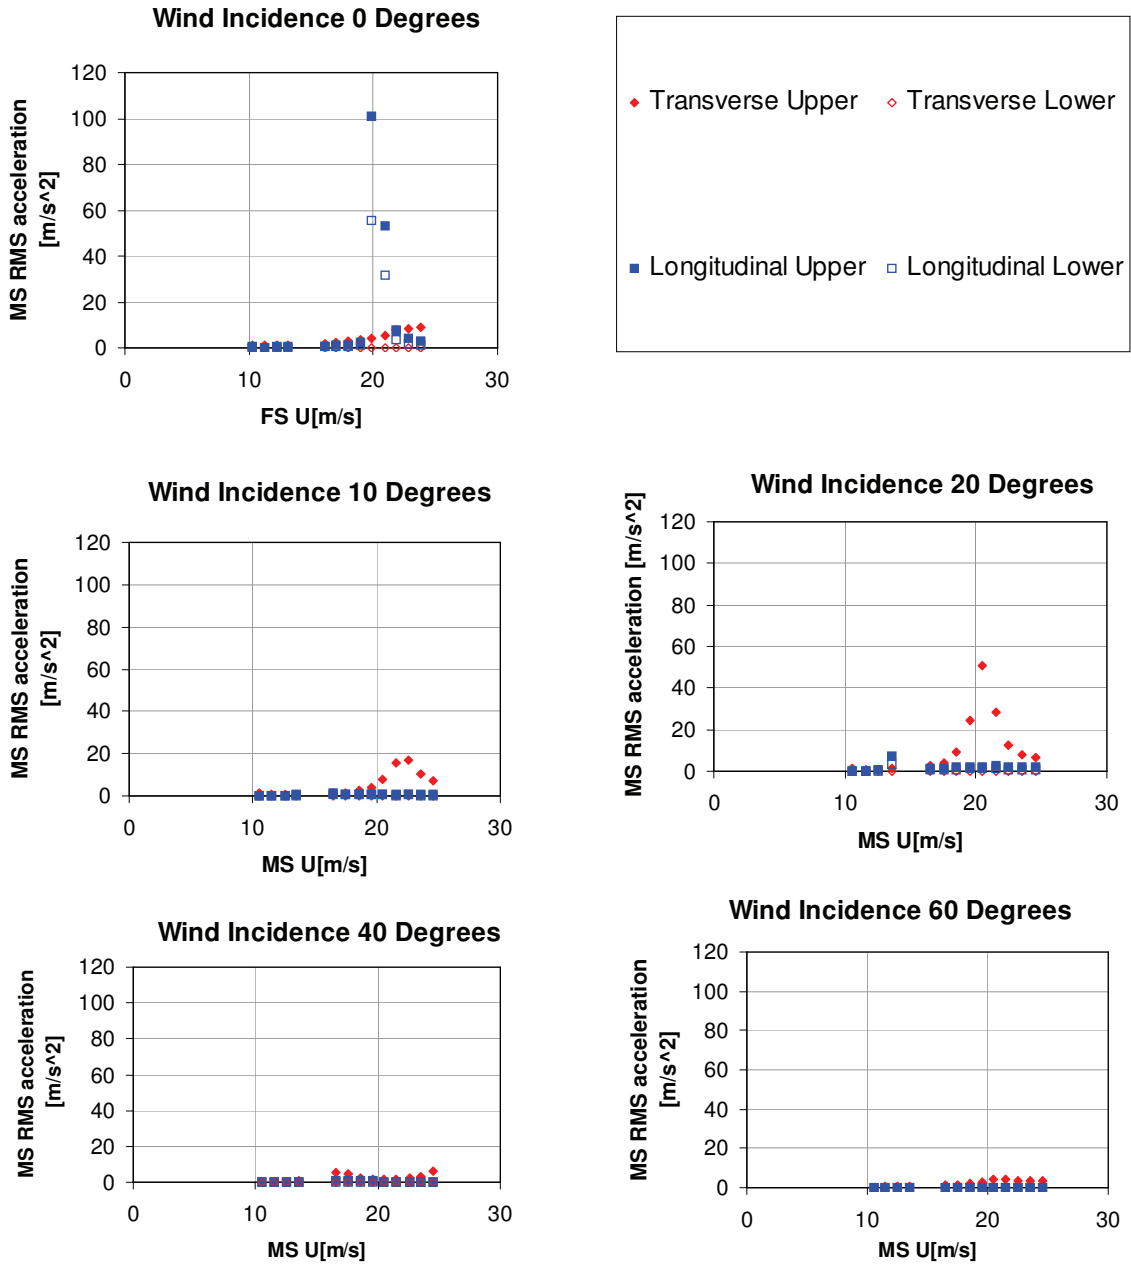 Wind Incidence 0 Degrees
MS RMS acceleration
[m/s^2]
120
100
80
60
40
20
0
0 10 20 30
FS U[m/s]
Transverse Upper Transverse Lower
Longitudinal Upper Longitudinal Lower
Wind Incidence 10 Degrees
MS RMS acceleration
[m/s^2]
120
100
80
60
40
20
0
0 10 20 30
MS U[m/s]
Wind Incidence 20 Degrees
MS RMS acceleration [m/s^2]
120
100
80
60
40
20
0
0 10 20 30
MS U[m/s]
Wind Incidence 40 Degrees
MS RMS acceleration
[m/s^2]
120
100
80
60
40
20
0
0 10 20 30
MS U[m/s]
Wind Incidence 60 Degrees
MS RMS acceleration
[m/s^2]
120
100
80
60
40
20
0
0 10 20 30
MS U[m/s]